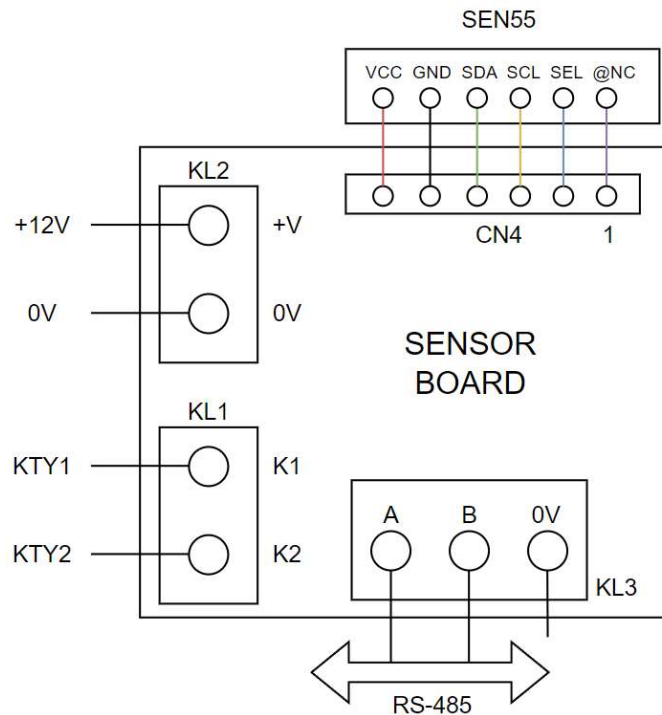 SEN55
VCC GND SDA SCL SEL @NC
KL2
CN4 1
+12V +V
0V 0V
SENSOR
BOARD
KL1
KTY1 K1
A B 0V
KTY2 K2
KL3
RS-485